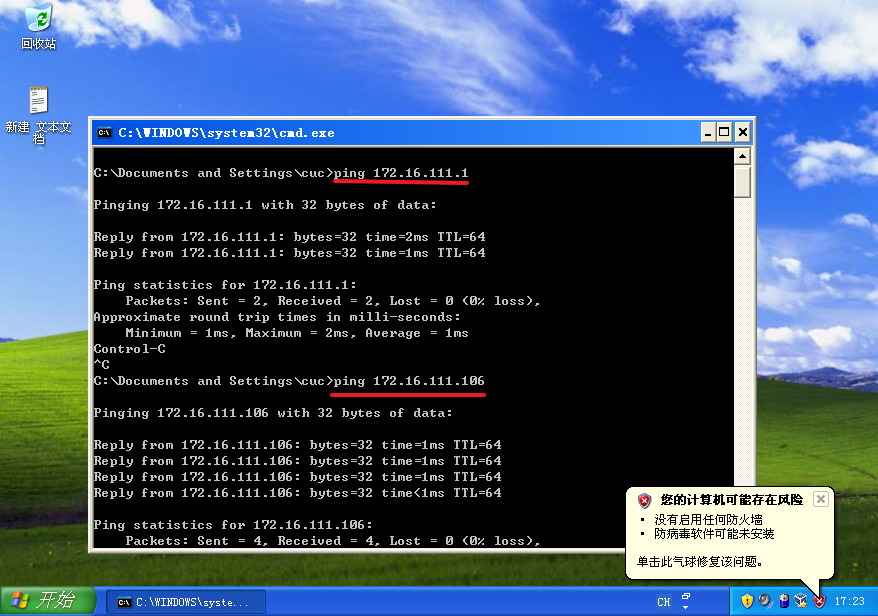 回收站
新建 文本文
档
C:\WINDOWS\system32\cmd.exe
C:\Documents and Settings\cuc>ping 172.16.111.1
Pinging 172.16.111.1 with 32 bytes of data:
Reply from 172.16.111.1: bytes=32 time=2ms TTL=64
Reply from 172.16.111.1: bytes=32 time=1ms TTL=64
Ping statistics for 172.16.111.1:
    Packets: Sent = 2, Received = 2, Lost = 0 (0% loss),
Approximate round trip times in milli-seconds:
    Minimum = 1ms, Maximum = 2ms, Average = 1ms
Control-C
^C
C:\Documents and Settings\cuc>ping 172.16.111.106
Pinging 172.16.111.106 with 32 bytes of data:
Reply from 172.16.111.106: bytes=32 time=1ms TTL=64
Reply from 172.16.111.106: bytes=32 time=1ms TTL=64
Reply from 172.16.111.106: bytes=32 time=1ms TTL=64
Reply from 172.16.111.106: bytes=32 time<1ms TTL=64
Ping statistics for 172.16.111.106:
    Packets: Sent = 4, Received = 4, Lost = 0 (0% loss),
您的计算机可能存在风险
• 没有启用任何防火墙
• 防病毒软件可能未安装
单击此气球修复该问题。
开始
C:\WINDOWS\syste...
CH
17:23